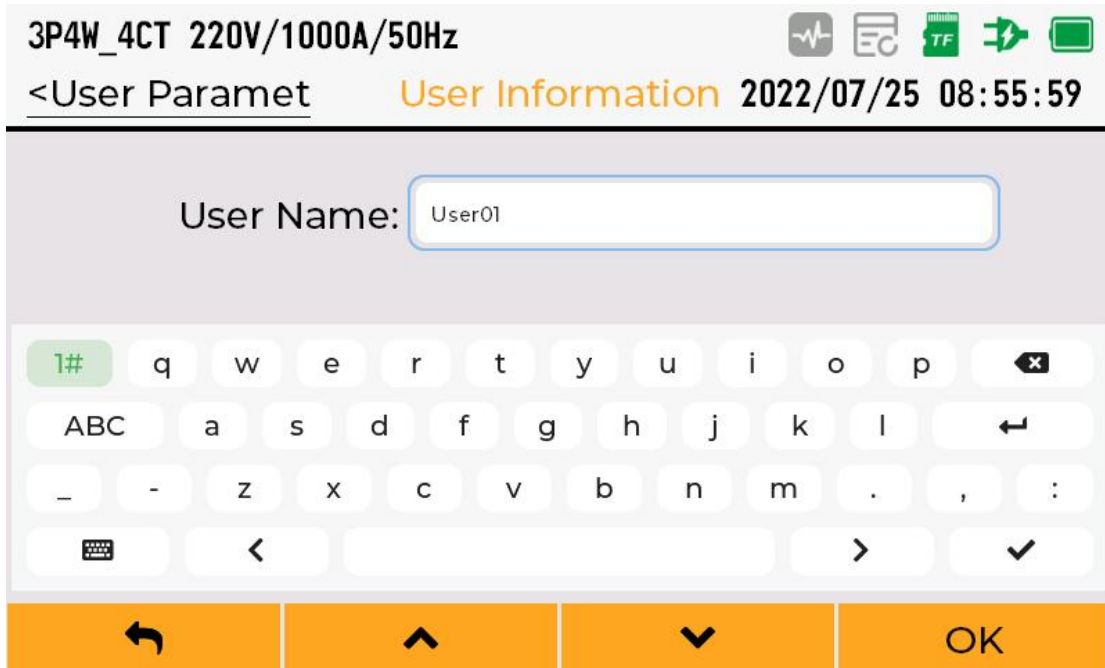 3P4W_4CT 220V/1000A/50Hz
TF
<User Paramet User Information 2022/07/25 08:55:59
User Name: User01
1# q w e r t y u i o p
ABC a s d f g h j k l
_ - z x c v b n m . , :
OK